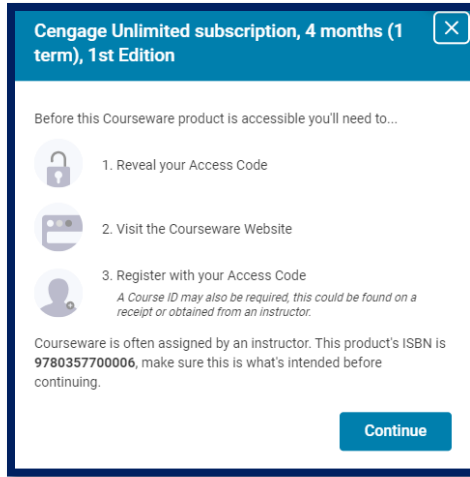 Cengage Unlimited subscription, 4 months (1
term), 1st Edition
Before this Courseware product is accessible you'll need to...
1. Reveal your Access Code
2. Visit the Courseware Website
3. Register with your Access Code
A Course ID may also be required, this could be found on a
receipt or obtained from an instructor.
Courseware is often assigned by an instructor. This product's ISBN is
9780357700006, make sure this is what's intended before
continuing.
Continue